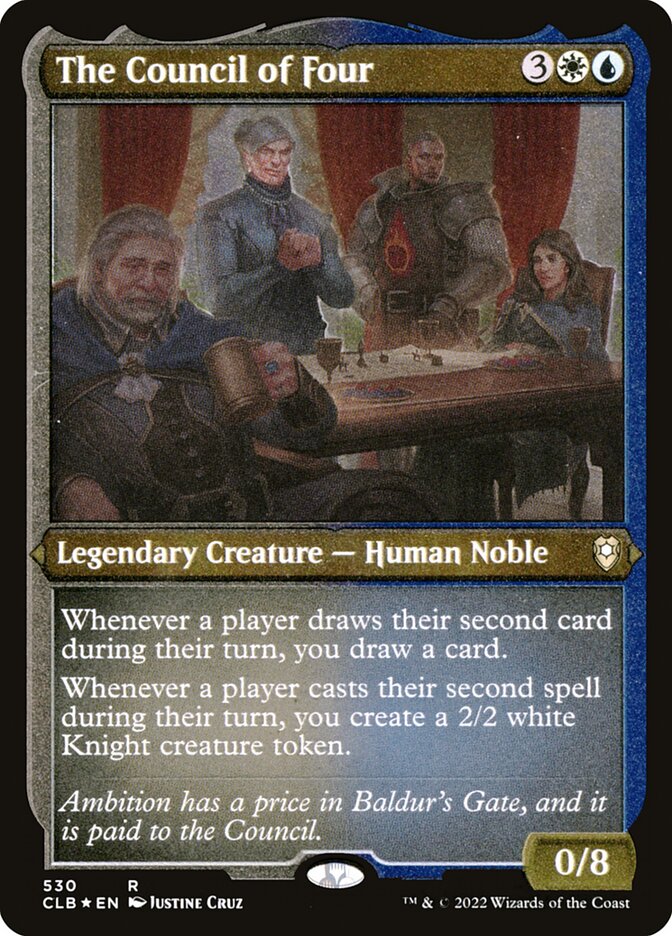 The Council of Four 3
Legendary Creature — Human Noble
Whenever a player draws their second card
during their turn, you draw a card.
Whenever a player casts their second spell
during their turn, you create a 2/2 white
Knight creature token.
Ambition has a price in Baldur's Gate, and it
is paid to the Council.
0/8
530 R
CLB★EN Justine Cruz
™ & © 2022 Wizards of the Coast